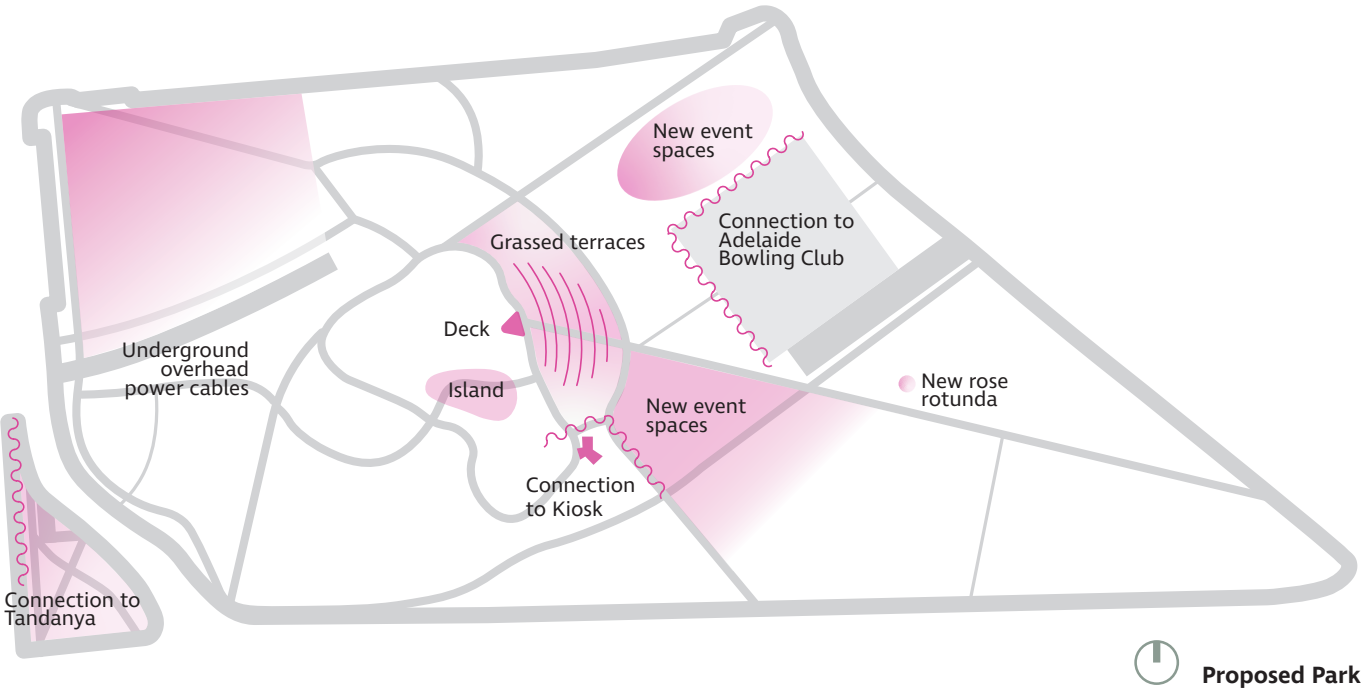 New event
spaces
Connection to
Adelaide
Bowling Club
Grassed terraces
Deck
Underground
overhead
power cables
Island
New event
spaces
New rose
rotunda
Connection
to Kiosk
Connection to
Tandanya
Proposed Park